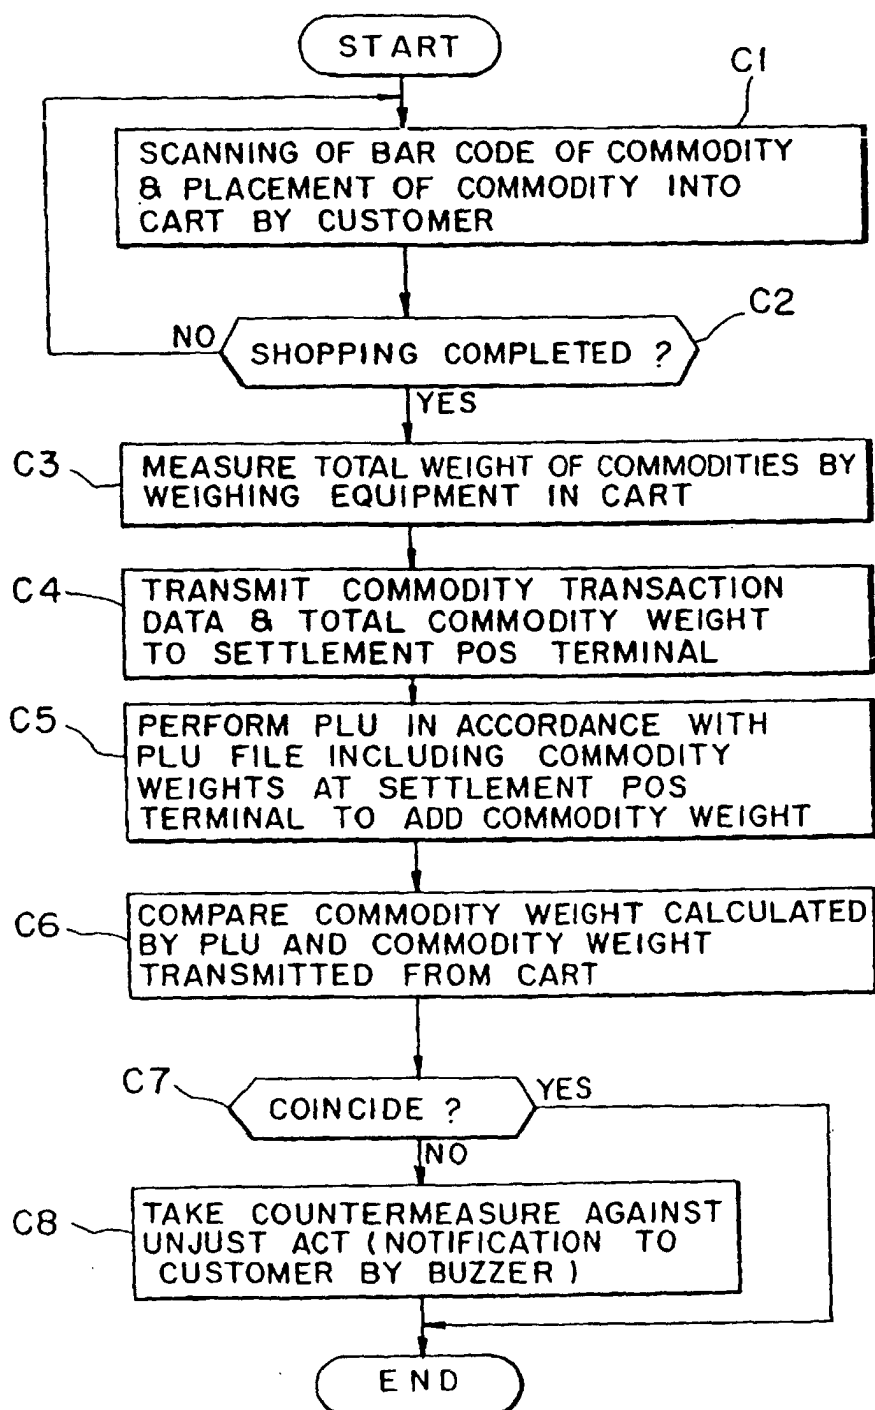 START
C1
SCANNING OF BAR CODE OF COMMODITY
& PLACEMENT OF COMMODITY INTO
CART BY CUSTOMER
C2
NO
SHOPPING COMPLETED ?
YES
C3
MEASURE TOTAL WEIGHT OF COMMODITIES BY
WEIGHING EQUIPMENT IN CART
C4
TRANSMIT COMMODITY TRANSACTION
DATA & TOTAL COMMODITY WEIGHT
TO SETTLEMENT POS TERMINAL
C5
PERFORM PLU IN ACCORDANCE WITH
PLU FILE INCLUDING COMMODITY
WEIGHTS AT SETTLEMENT POS
TERMINAL TO ADD COMMODITY WEIGHT
C6
COMPARE COMMODITY WEIGHT CALCULATED
BY PLU AND COMMODITY WEIGHT
TRANSMITTED FROM CART
C7
COINCIDE ?
YES
NO
C8
TAKE COUNTERMEASURE AGAINST
UNJUST ACT (NOTIFICATION TO
CUSTOMER BY BUZZER)
END